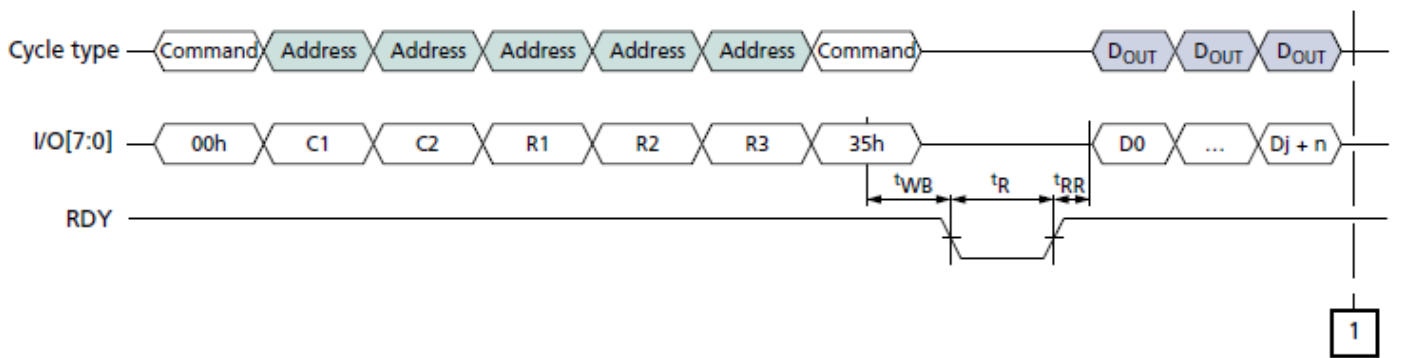 Cycle type Command Address Address Address Address Address Command DOUT DOUT DOUT
I/O[7:0] 00h C1 C2 R1 R2 R3 35h D0 ... Dj + n
tWB tR tRR
RDY
1